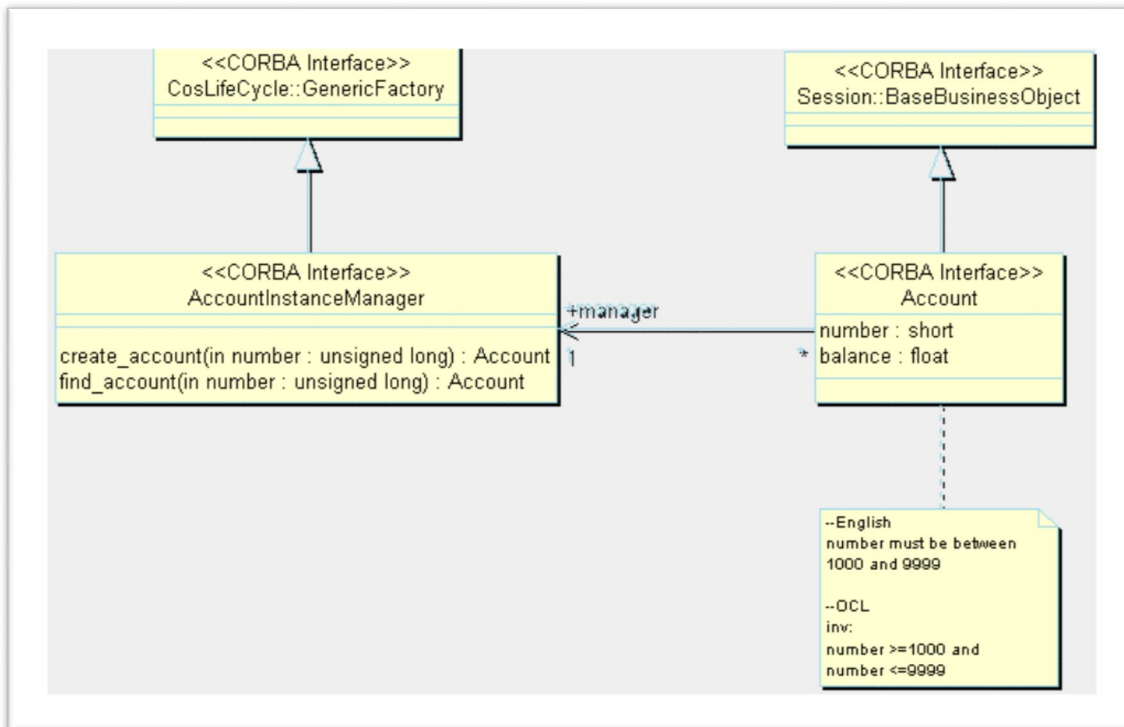 <<CORBA Interface>>
CosLifeCycle::GenericFactory
<<CORBA Interface>>
Session::BaseBusinessObject
<<CORBA Interface>>
AccountInstanceManager
create_account(in number : unsigned long) : Account
find_account(in number : unsigned long) : Account
+manager
1
*
<<CORBA Interface>>
Account
number : short
balance : float
--English
number must be between
1000 and 9999
--OCL
inv:
number >=1000 and
number <=9999